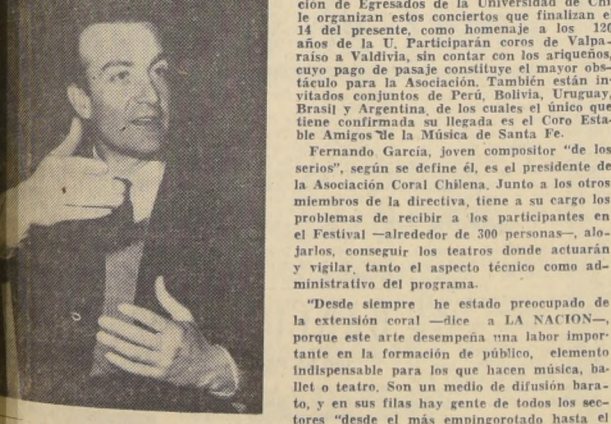 ción de Egresados de la Universidad de Chi
le organizan estos conciertos que finalizan el
14 del presente, como homenaje a los 120
años de la U. Participarán coros de Valpa-
raíso a Valdivia, sin contar con los ariqueños,
cuyo pago de pasaje constituye el mayor obs-
táculo para la Asociación. También están in
vitados conjuntos de Perú, Bolivia, Uruguay,
Brasil y Argentina, de los cuales el único que
tiene confirmada su llegada es el Coro Esta-
ble Amigos de la Música de Santa Fe.
Fernando García, joven compositor "de los
serios", según se define él, es el presidente de
la Asociación Coral Chilena. Junto a los otros
miembros de la directiva, tiene a su cargo los
problemas de recibir a los participantes en
el Festival —alrededor de 300 personas—, alo-
jarlos, conseguir los teatros donde actuarán
y vigilar, tanto el aspecto técnico como ad-
ministrativo del programa.
"Desde siempre he estado preocupado de
la extensión coral —dice a LA NACION—,
porque este arte desempeña una labor impor-
tante en la formación de público, elemento
indispensable para los que hacen música, ba-
llet o teatro. Son un medio de difusión bara-
to, y en sus filas hay gente de todos los sec-
tores "desde el más empingorotado hasta el